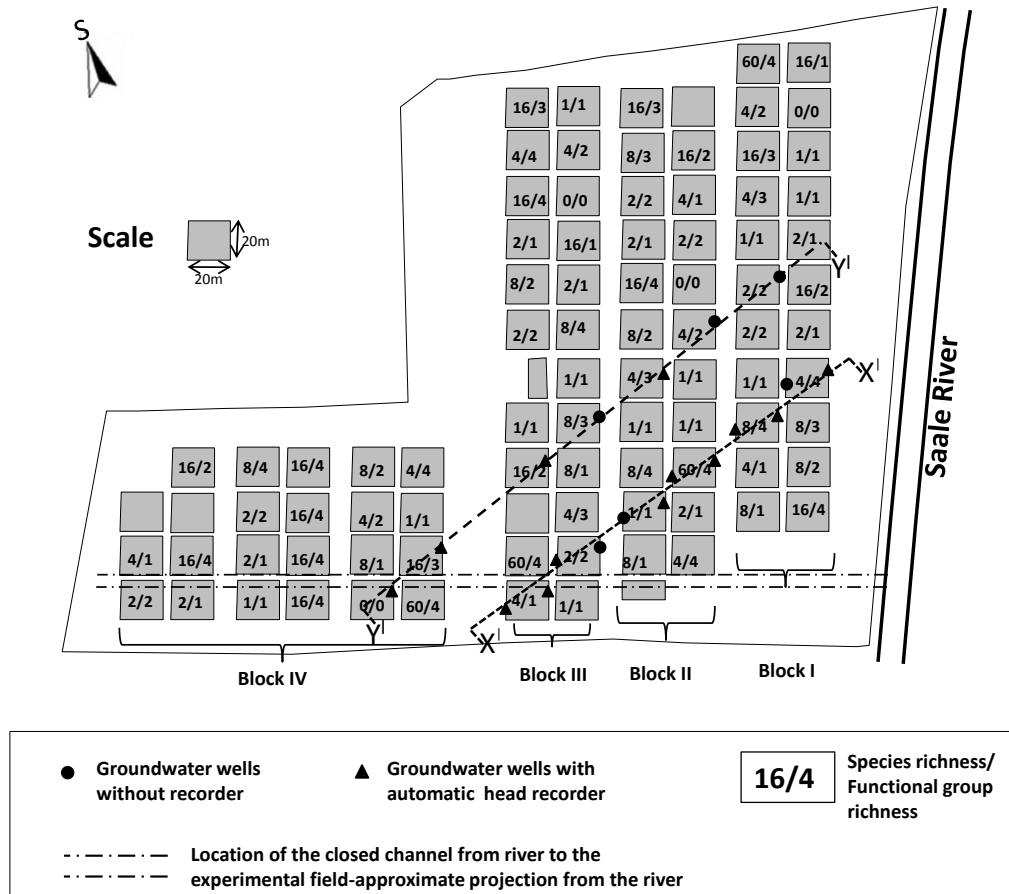 S
60/4 16/1
16/3 1/1 16/3 4/2 0/0
4/4 4/2 8/3 16/2 16/3 1/1
16/4 0/0 2/2 4/1 4/3 1/1
Scale
20m
20m
2/1 16/1 2/1 2/2 1/1 2/1
Y|
8/2 2/1 16/4 0/0 2/2 16/2
2/2 8/4 8/2 4/2 2/2 2/1
1/1 4/3 1/1 1/1 4/4
X|
Saale River
1/1 8/3 1/1 1/1 8/4 8/3
16/2 8/4 16/4 8/2 4/4 16/2 8/1 8/4 60/4 4/1 8/2
2/2 16/4 4/2 1/1 4/3 1/1 2/1 8/1 16/4
4/1 16/4 2/1 16/4 8/1 16/3 60/4 2/2 8/1 4/4
2/2 2/1 1/1 16/4 0/0 60/4 4/1 1/1
Y|
X|
Block IV
Block III
Block II
Block I
Groundwater wells
without recorder
Groundwater wells with
automatic head recorder
16/4
Species richness/
Functional group
richness
Location of the closed channel from river to the
experimental field-approximate projection from the river